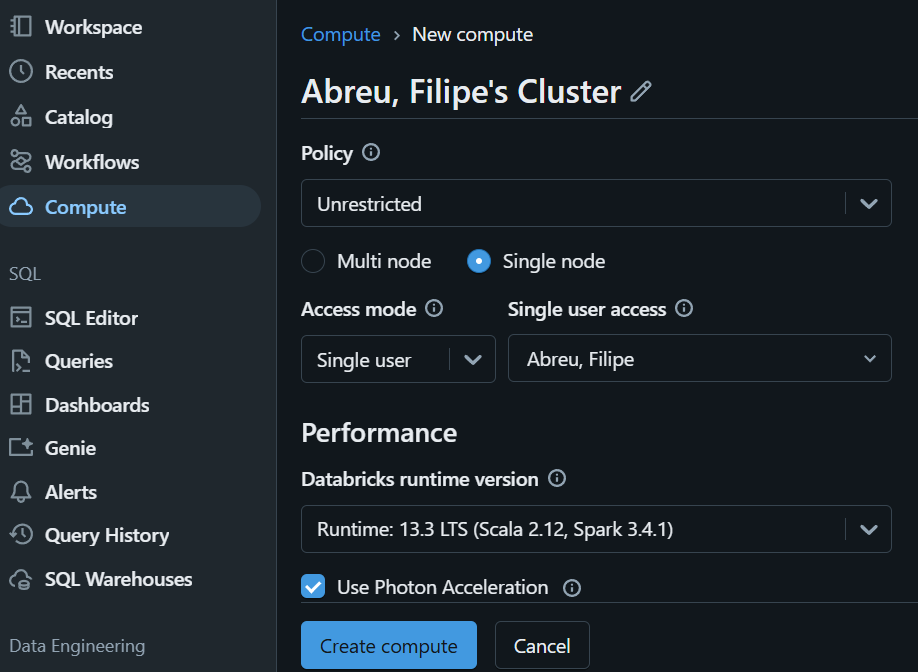 Workspace
Recents
Catalog
Workflows
Compute
SQL
SQL Editor
Queries
Dashboards
Genie
Alerts
Query History
SQL Warehouses
Data Engineering
Compute › New compute
Abreu, Filipe's Cluster
Policy
Unrestricted
Multi node Single node
Access mode Single user access
Single user Abreu, Filipe
Performance
Databricks runtime version
Runtime: 13.3 LTS (Scala 2.12, Spark 3.4.1)
Use Photon Acceleration
Create compute Cancel